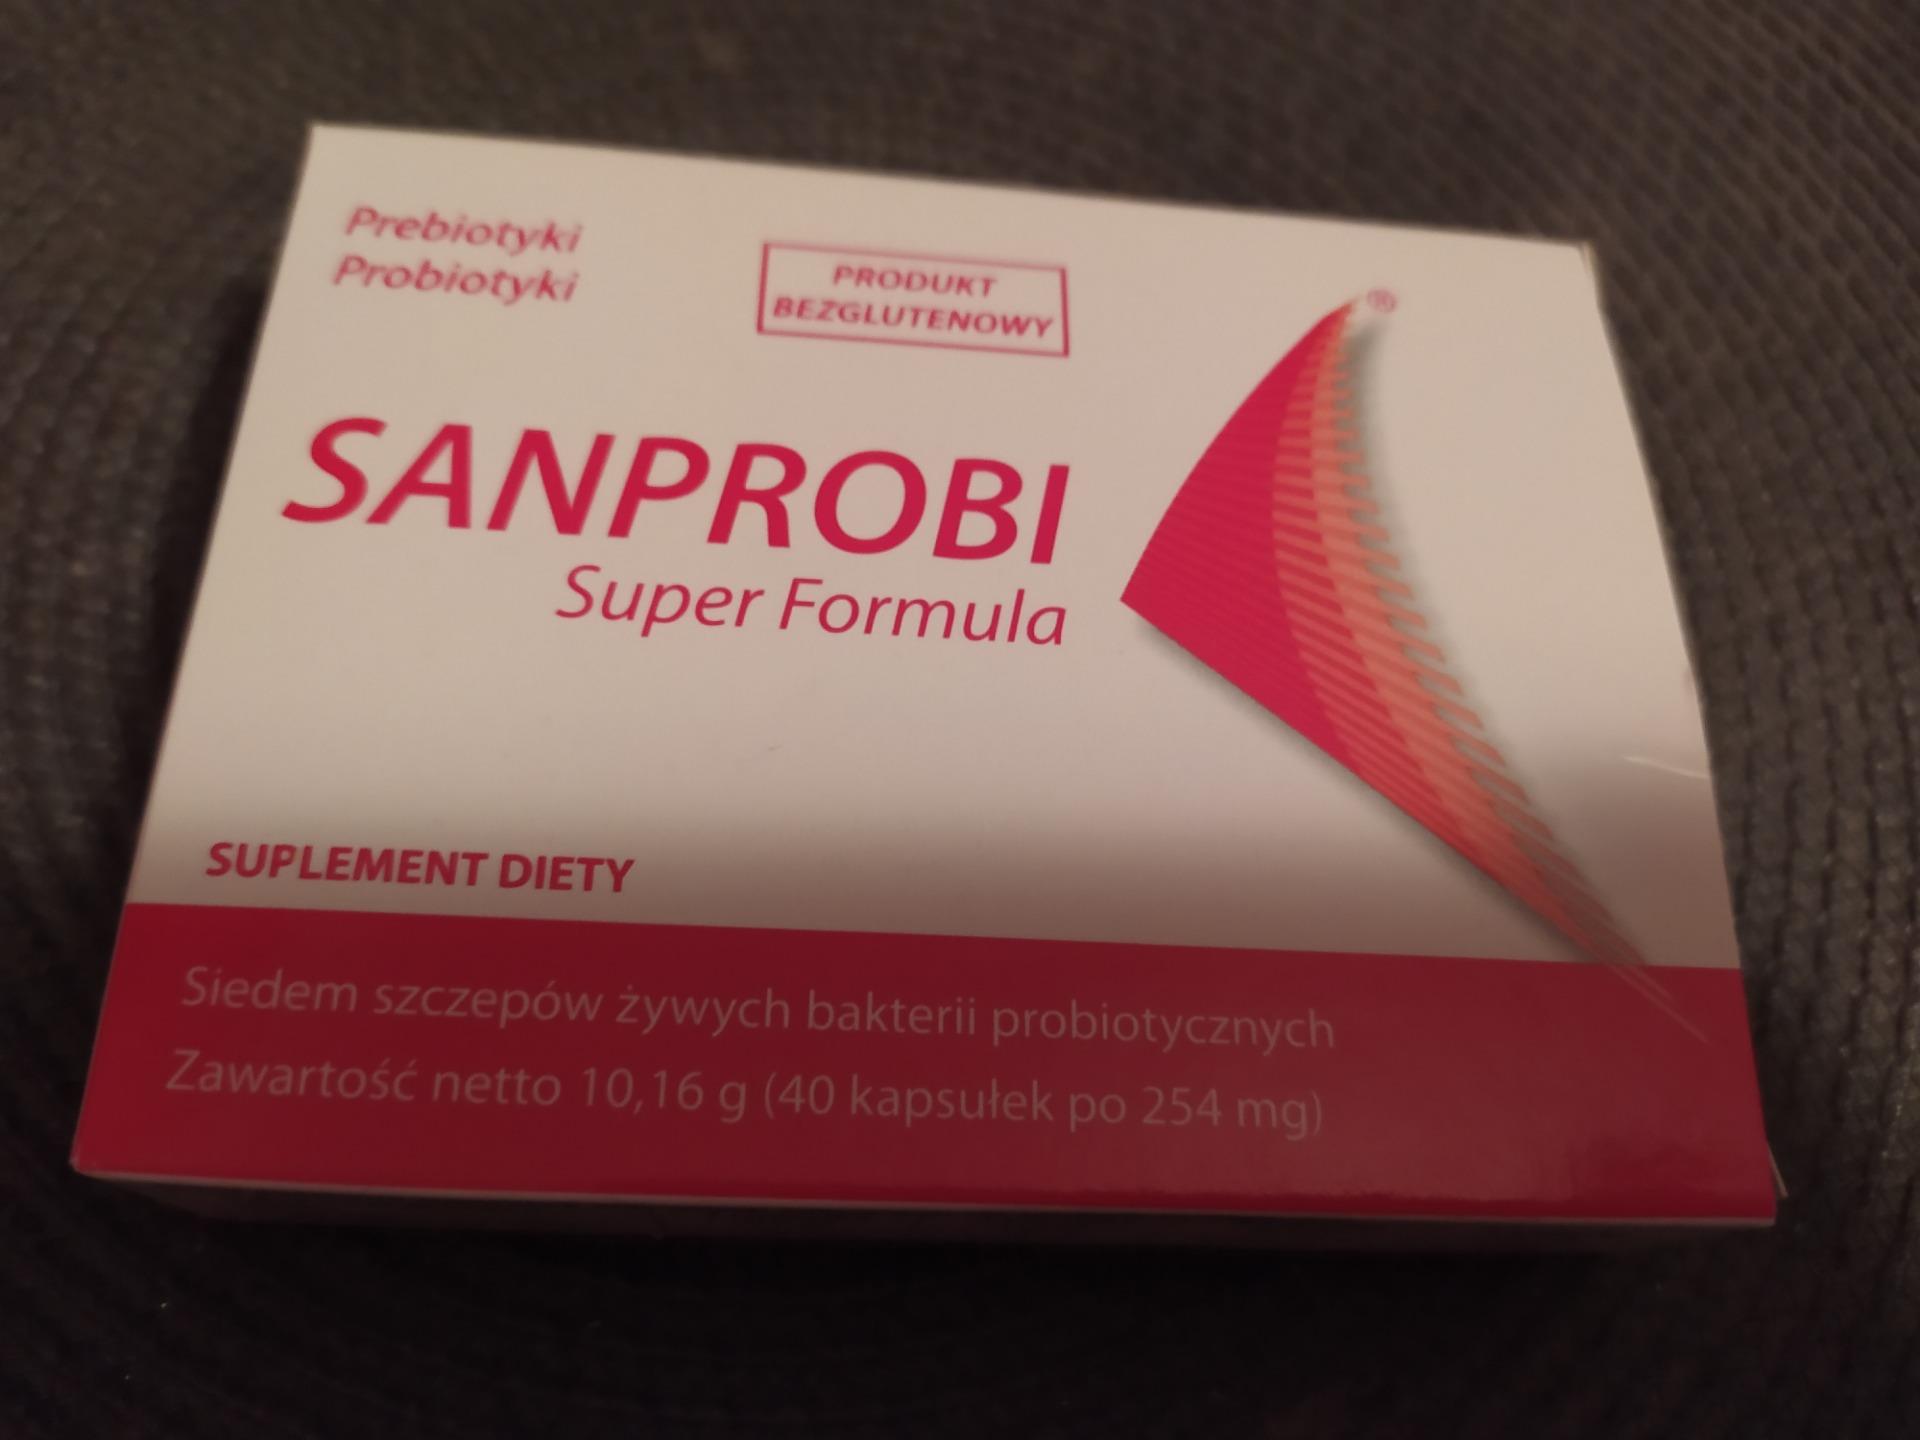 Prebiotyki
Probiotyki
PRODUKT
BEZGLUTENOWY
®
SANPROBI
Super Formula
SUPLEMENT DIETY
Siedem szczepów żywych bakterii probiotycznych
Zawartość netto 10,16 g (40 kapsułek po 254 mg)